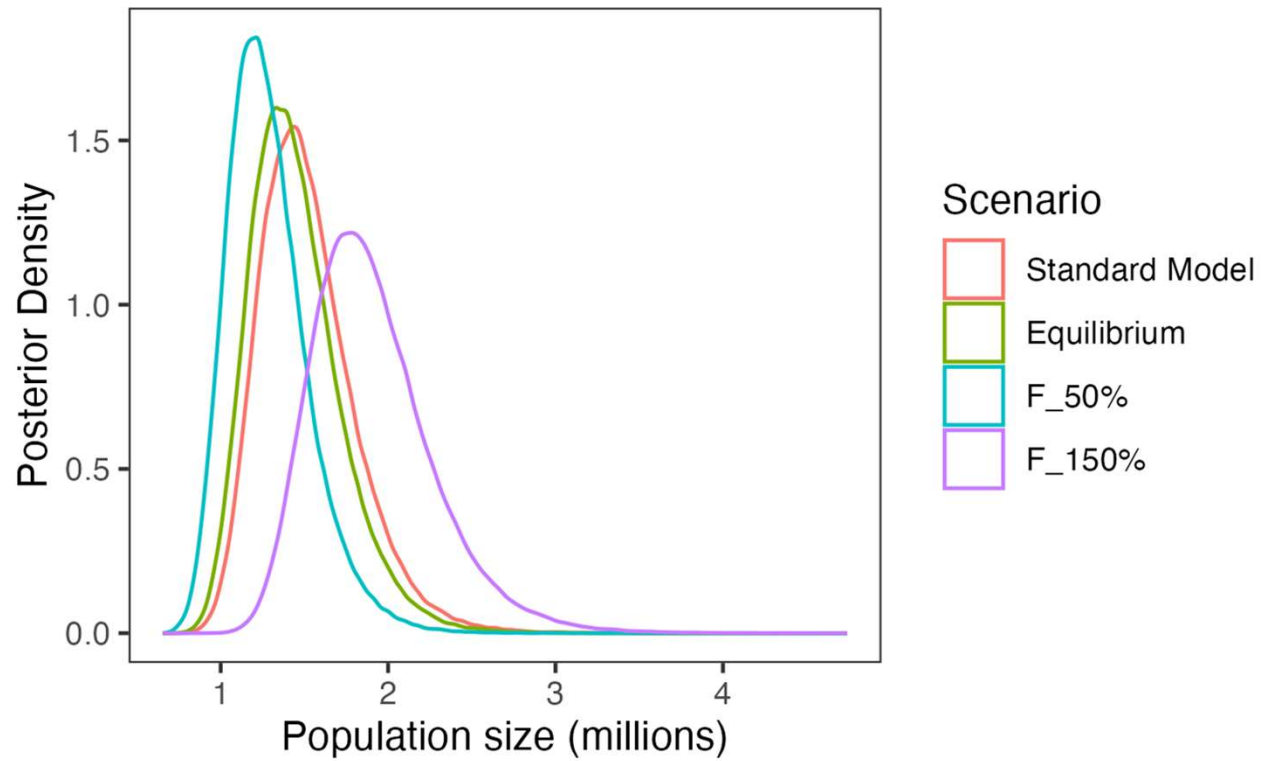 Posterior Density
1.5
1.0
0.5
0.0
1
2
3
4
Population size (millions)
Scenario
Standard Model
Equilibrium
F_50%
F_150%